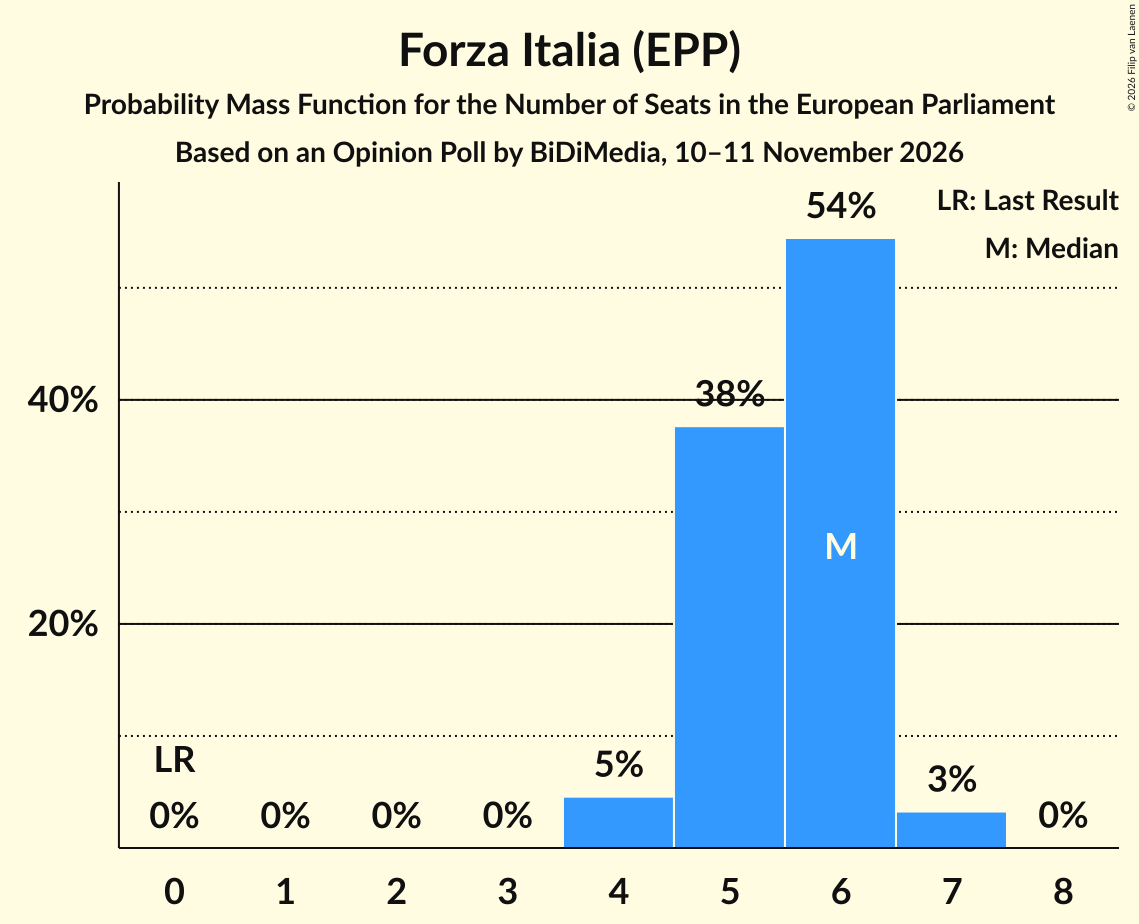 Forza Italia (EPP)
Probability Mass Function for the Number of Seats in the European Parliament
Based on an Opinion Poll by BiDiMedia, 10–11 November 2026
© 2026 Filip van Laenen
LR: Last Result
M: Median
54%
38%
40%
M
20%
LR
5%
3%
0% 0% 0% 0% 0%
0 1 2 3 4 5 6 7 8